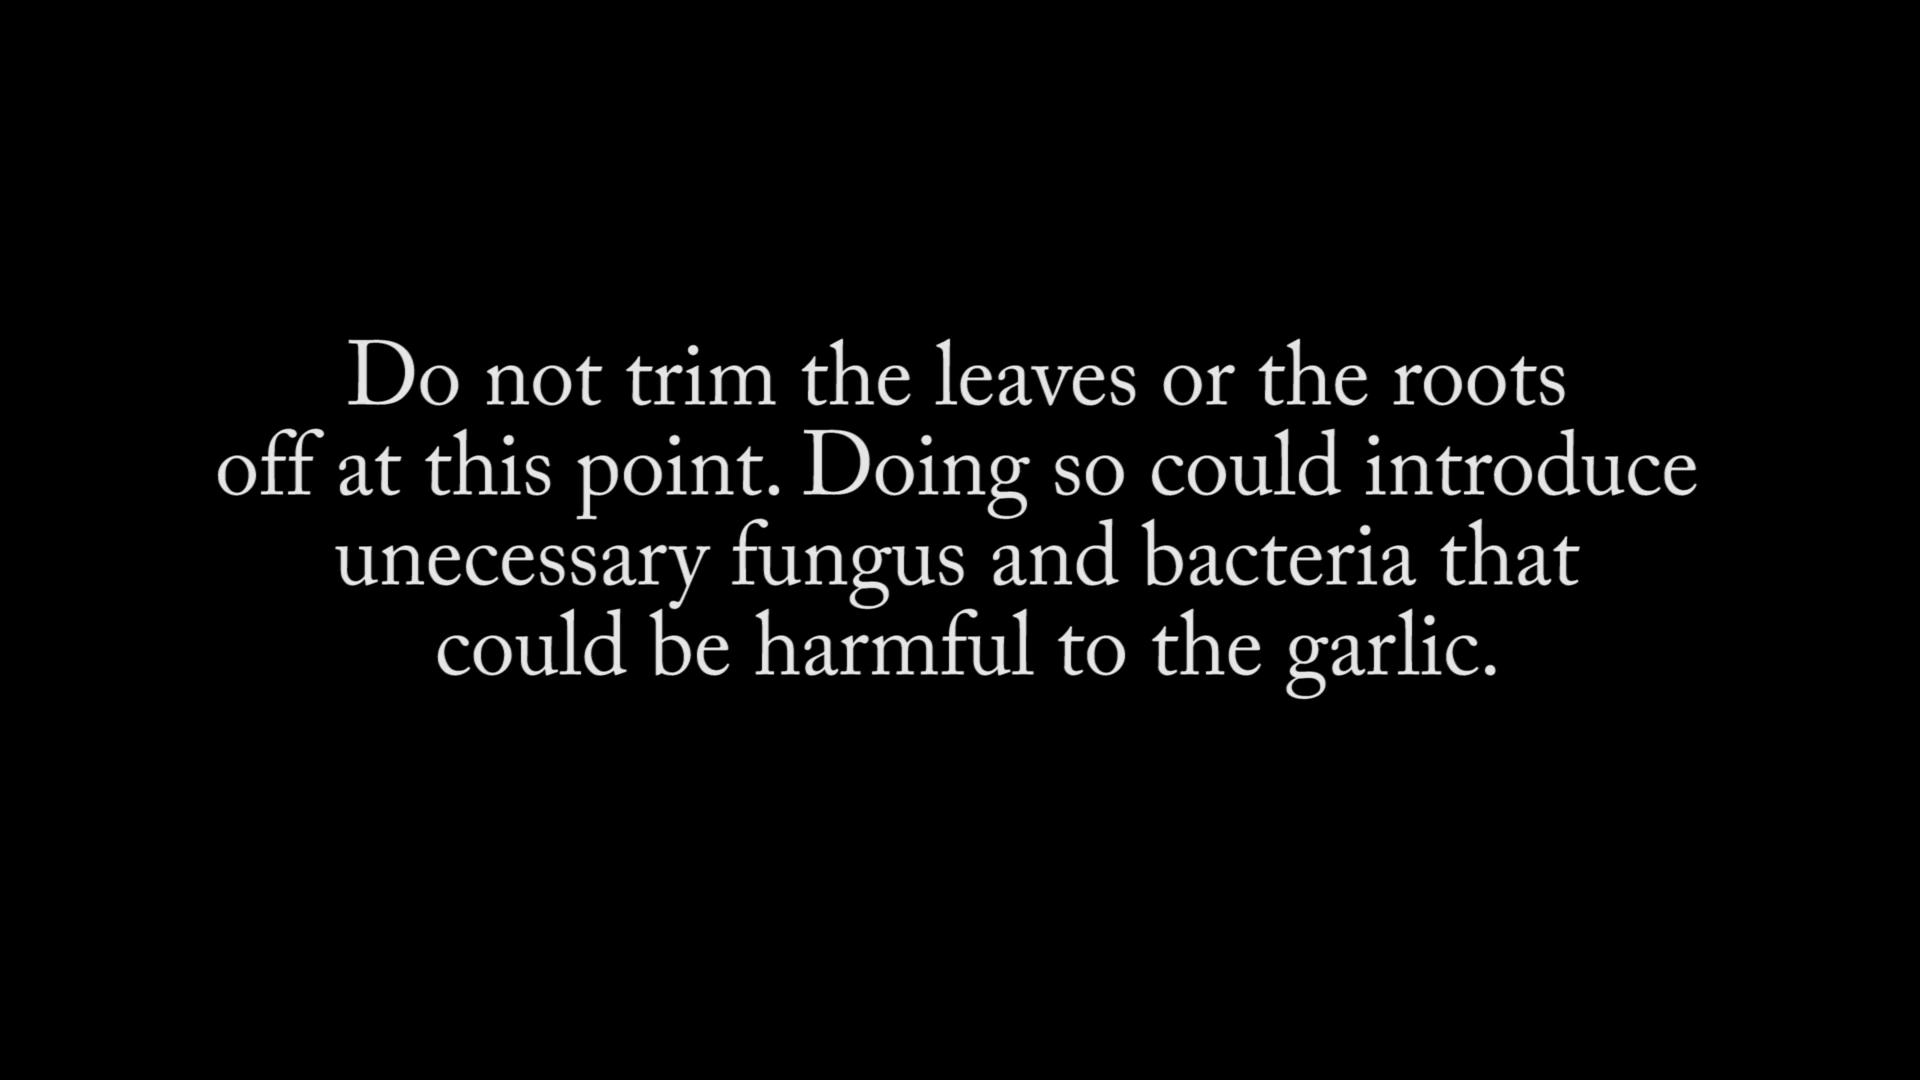 Do not trim the leaves or the roots
off at this point. Doing so could introduce
unecessary fungus and bacteria that
could be harmful to the garlic.